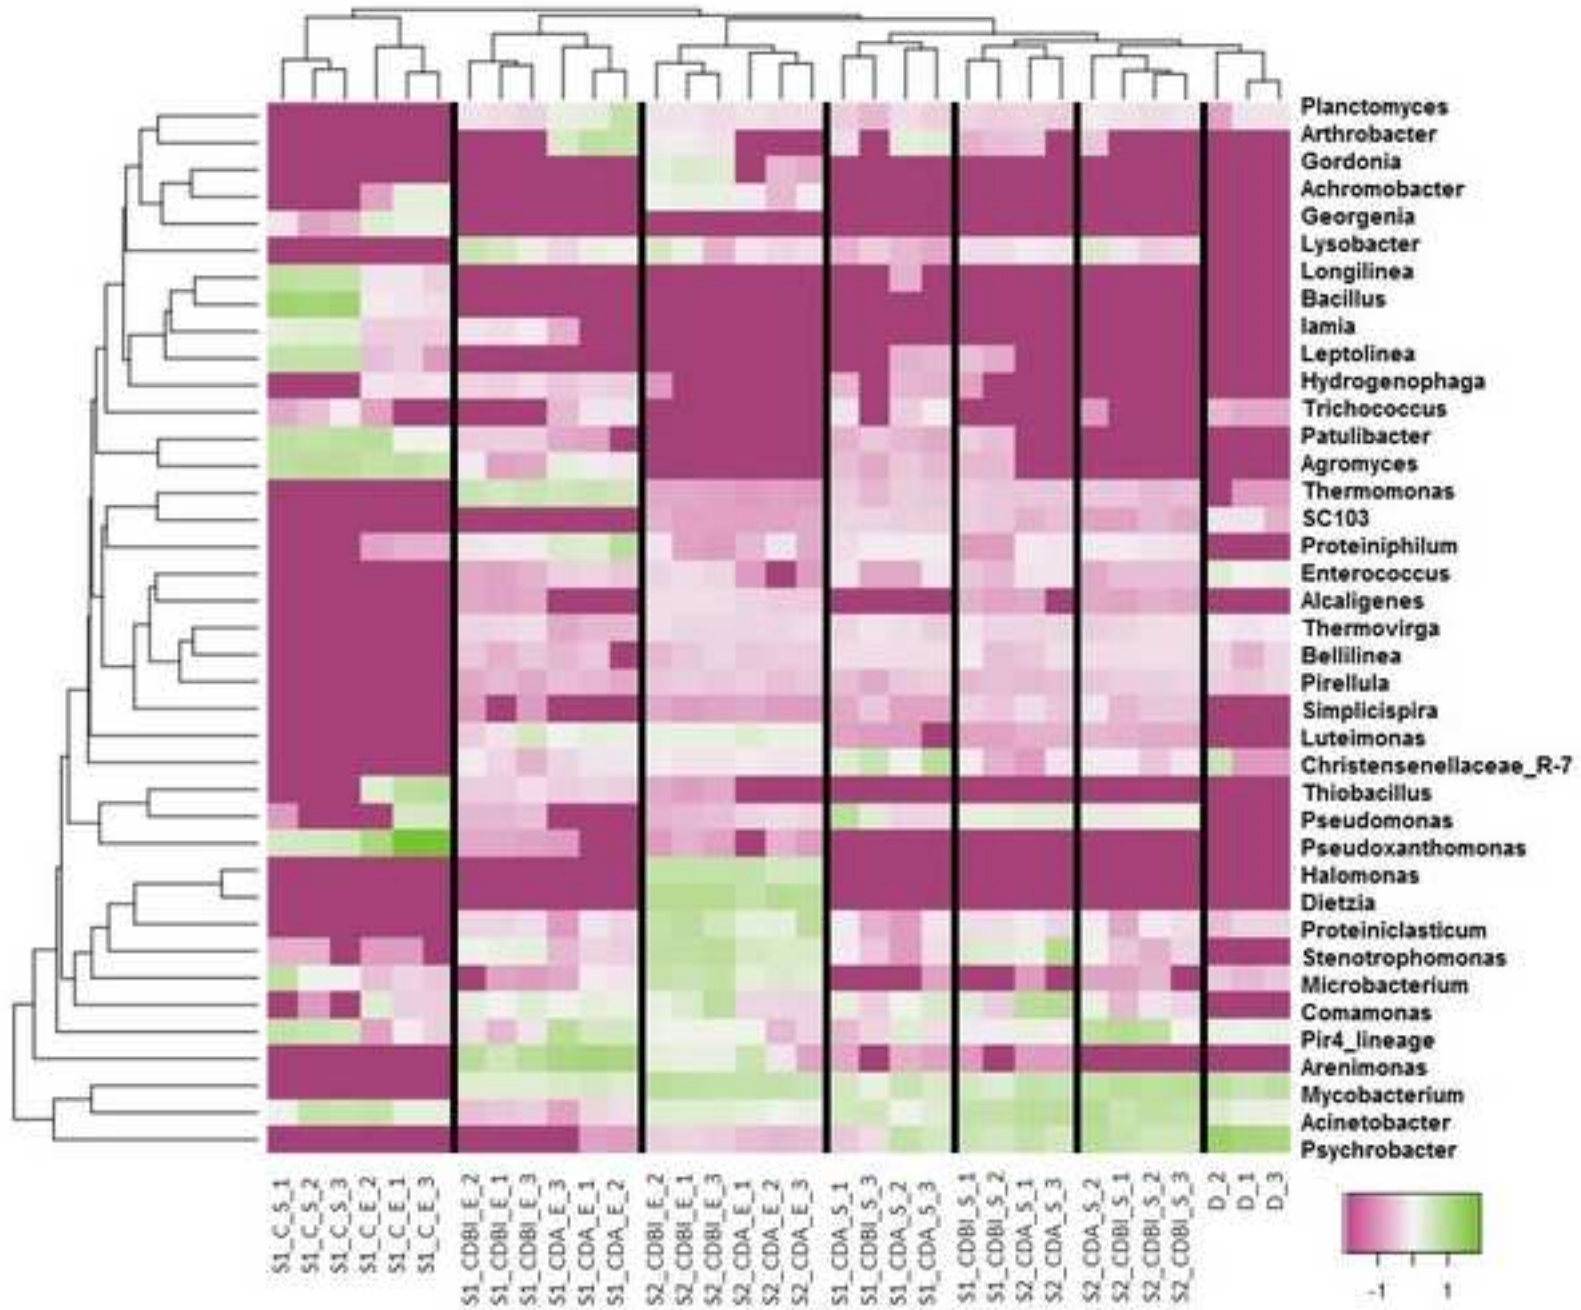 Planctomyces
Arthrobacter
Gordonia
Achromobacter
Georgenia
Lysobacter
Longilinea
Bacillus
Iamia
Leptolinea
Hydrogenophaga
Trichococcus
Patulibacter
Agromyces
Thermomonas
SC103
Proteiniphilum
Enterococcus
Alcaligenes
Thermovirga
Bellilinea
Pirellula
Simplicispira
Luteimonas
Christensenellaceae_R-7
Thiobacillus
Pseudomonas
Pseudoxanthomonas
Halomonas
Dietzia
Proteiniclasticum
Stenotrophomonas
Microbacterium
Comamonas
Pir4_lineage
Arenimonas
Mycobacterium
Acinetobacter
Psychrobacter
S1_C_S_1
S1_C_S_2
S1_C_S_3
S1_C_E_2
S1_C_E_1
S1_C_E_3
S1_CDBI_E_2
S1_CDBI_E_1
S1_CDBI_E_3
S1_CDA_E_3
S1_CDA_E_1
S1_CDA_E_2
S2_CDBI_E_2
S2_CDBI_E_1
S2_CDBI_E_3
S2_CDA_E_1
S2_CDA_E_2
S2_CDA_E_3
S1_CDA_S_1
S1_CDBI_S_3
S1_CDA_S_2
S1_CDA_S_3
S1_CDBI_S_1
S1_CDBI_S_2
S2_CDA_S_1
S2_CDA_S_3
S2_CDA_S_2
S2_CDBI_S_1
S2_CDBI_S_2
S2_CDBI_S_3
D_2
D_1
D_3
-1 1